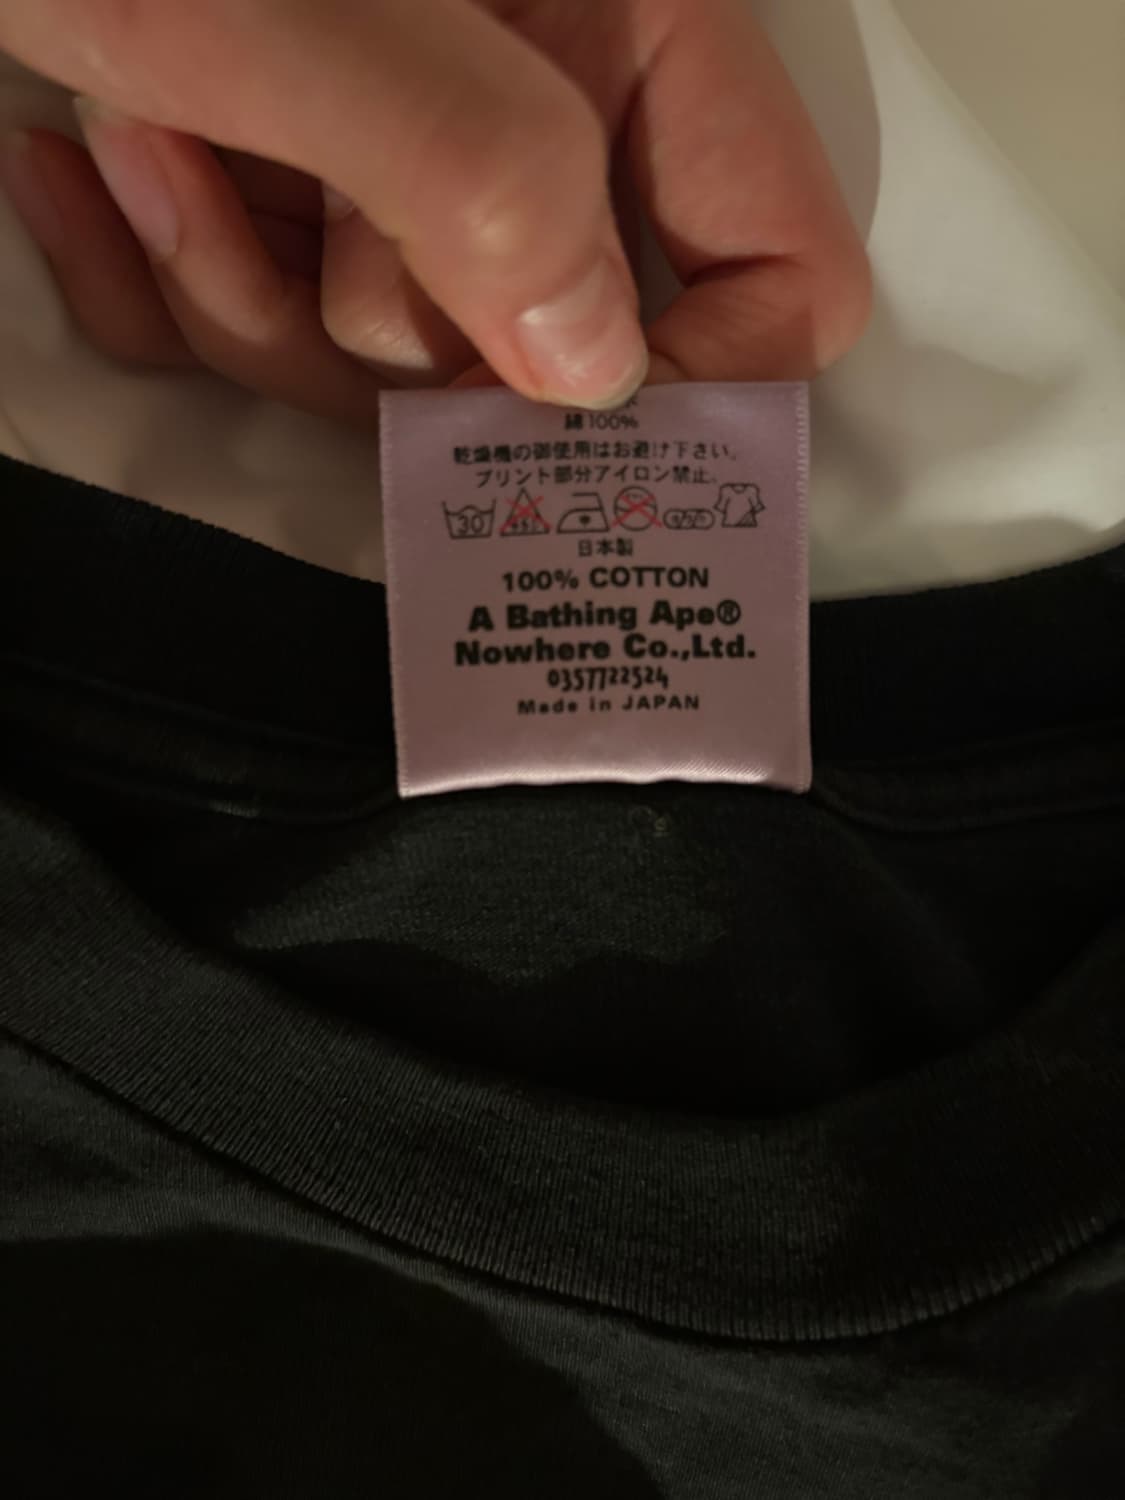 綿100%
乾燥機の御使用はお避け下さい。
プリント部分アイロン禁止。
30
日本製
100% COTTON
A Bathing Ape®
Nowhere Co.,Ltd.
0357722524
Made in JAPAN